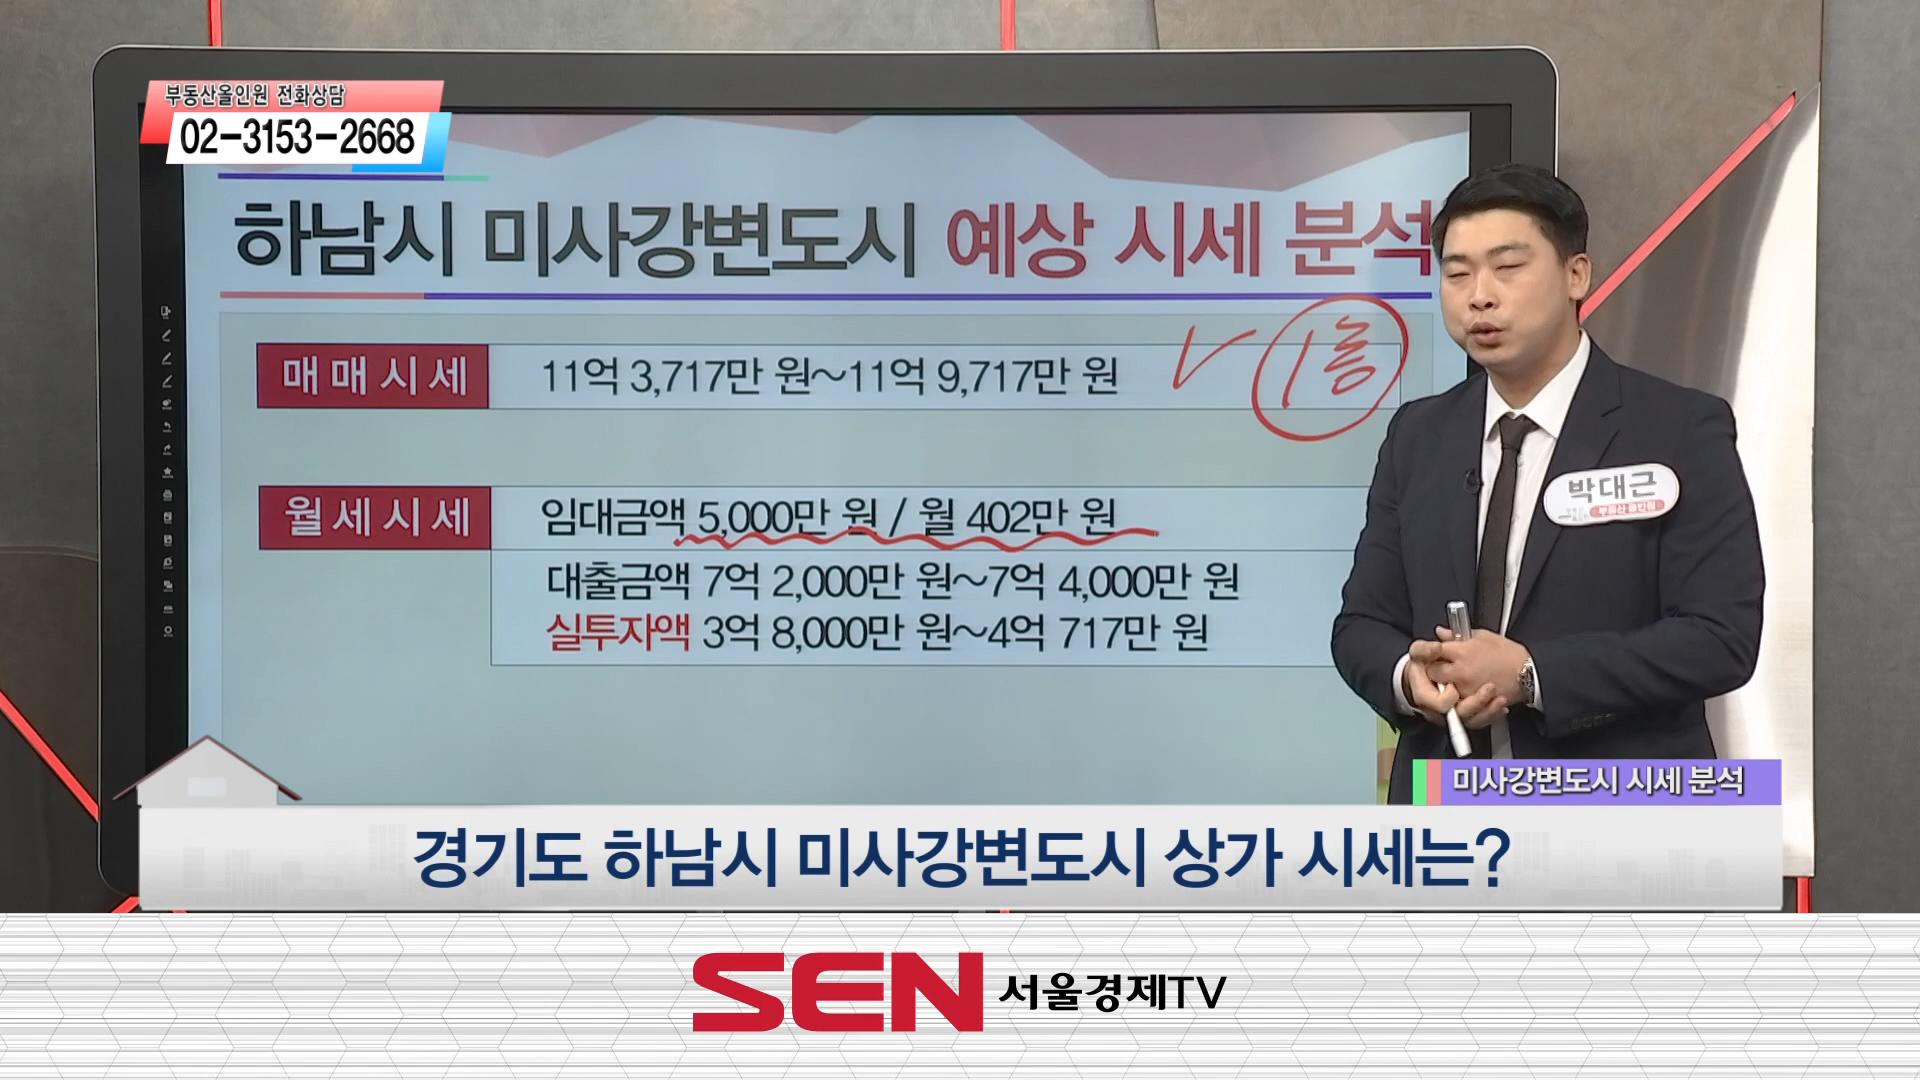 부동산올인원 전화상담
02-3153-2668
하남시 미사강변도시 예상 시세 분석
매매시세 11억 3,717만 원~11억 9,717만 원
1층
월세시세 임대금액 5,000만 원 / 월 402만 원
대출금액 7억 2,000만 원~7억 4,000만 원
실투자액 3억 8,000만 원~4억 717만 원
박대근
부동산 올인원
미사강변도시 시세 분석
경기도 하남시 미사강변도시 상가 시세는?
SEN 서울경제TV